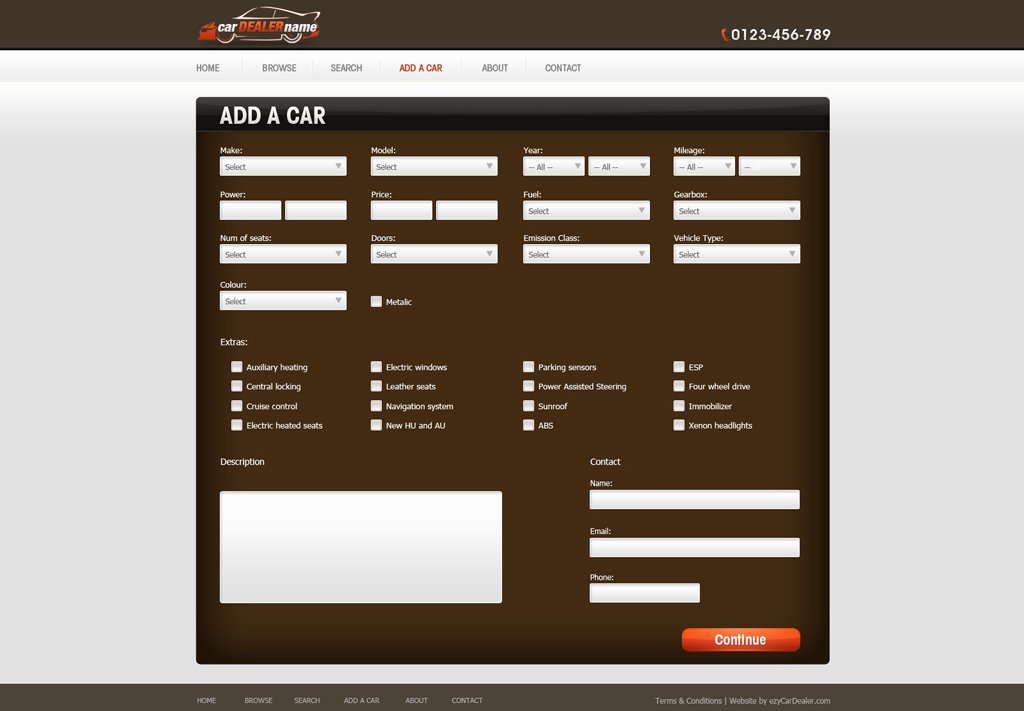 carDEALERname
0123-456-789
HOME BROWSE SEARCH ADD A CAR ABOUT CONTACT
ADD A CAR
Make: Model: Year: Mileage:
Select Select -- All -- -- All -- -- All -- --
Power: Price: Fuel: Gearbox:
Select Select
Num of seats: Doors: Emission Class: Vehicle Type:
Select Select Select Select
Colour:
Select Metalic
Extras:
Auxiliary heating Electric windows Parking sensors ESP
Central locking Leather seats Power Assisted Steering Four wheel drive
Cruise control Navigation system Sunroof Immobilizer
Electric heated seats New HU and AU ABS Xenon headlights
Description Contact
Name:
Email:
Phone:
Continue
HOME BROWSE SEARCH ADD A CAR ABOUT CONTACT Terms & Conditions | Website by ezyCarDealer.com